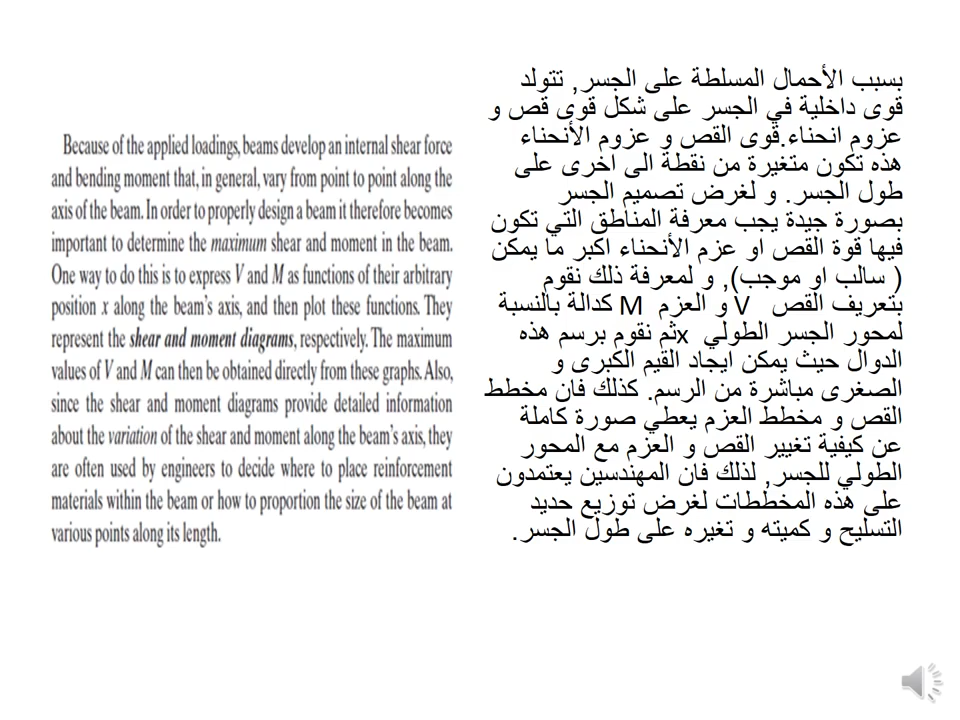 Because of the applied loadings, beams develop an internal shear force
and bending moment that, in general, vary from point to point along the
axis of the beam. In order to properly design a beam it therefore becomes
important to determine the maximum shear and moment in the beam.
One way to do this is to express V and M as functions of their arbitrary
position x along the beam's axis, and then plot these functions. They
represent the shear and moment diagrams, respectively. The maximum
values of V and M can then be obtained directly from these graphs. Also,
since the shear and moment diagrams provide detailed information
about the variation of the shear and moment along the beam's axis, they
are often used by engineers to decide where to place reinforcement
materials within the beam or how to proportion the size of the beam at
various points along its length.
بسبب الأحمال المسلطة على الجسر, تتولد
قوى داخلية في الجسر على شكل قوى قص و
عزوم انحناء.قوى القص و عزوم الأنحناء
هذه تكون متغيرة من نقطة الى اخرى على
طول الجسر. و لغرض تصميم الجسر
بصورة جيدة يجب معرفة المناطق التي تكون
فيها قوة القص او عزم الأنحناء اكبر ما يمكن
( سالب او موجب), و لمعرفة ذلك نقوم
بتعريف القص V و العزم M كدالة بالنسبة
لمحور الجسر الطولي xثم نقوم برسم هذه
الدوال حيث يمكن ايجاد القيم الكبرى و
الصغرى مباشرة من الرسم. كذلك فان مخطط
القص و مخطط العزم يعطي صورة كاملة
عن كيفية تغيير القص و العزم مع المحور
الطولي للجسر, لذلك فان المهندسين يعتمدون
على هذه المخططات لغرض توزيع حديد
التسليح و كميته و تغيره على طول الجسر.